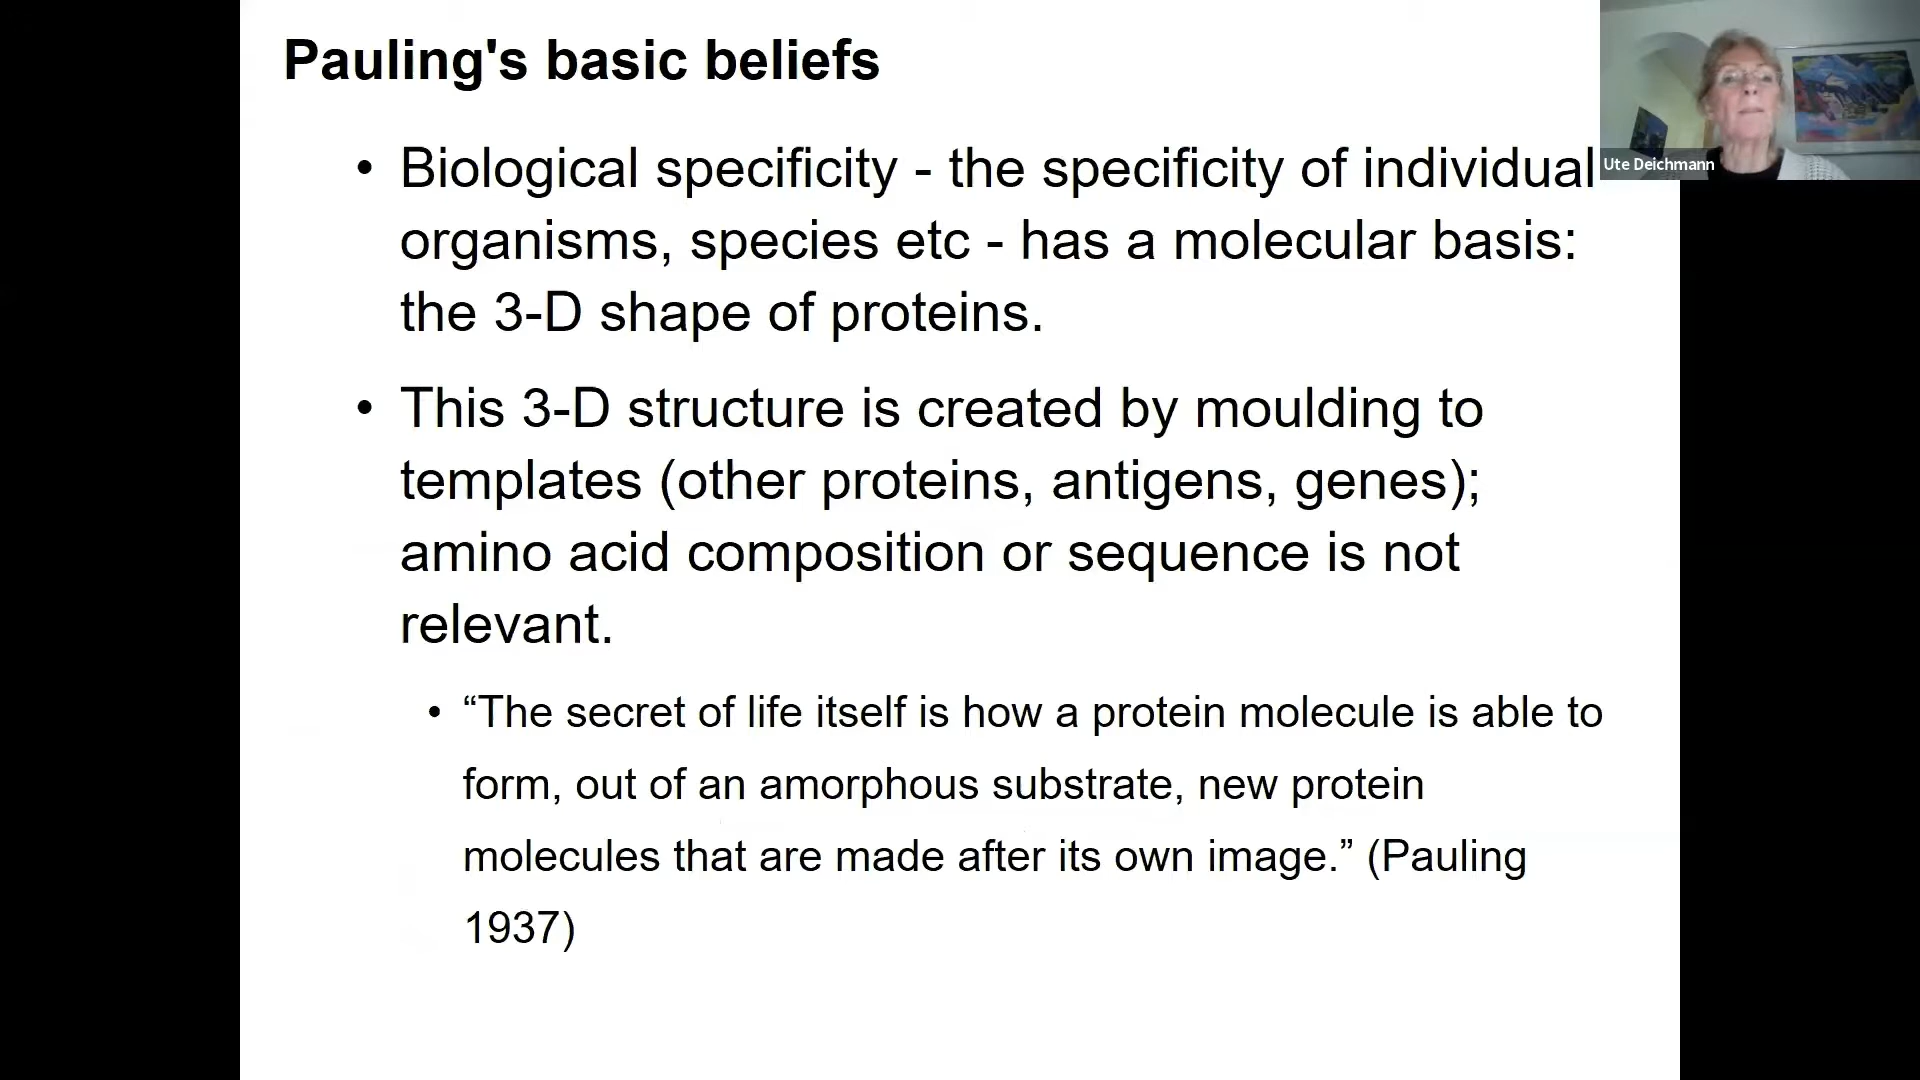 Pauling's basic beliefs
• Biological specificity - the specificity of individual
organisms, species etc - has a molecular basis:
the 3-D shape of proteins.
• This 3-D structure is created by moulding to
templates (other proteins, antigens, genes);
amino acid composition or sequence is not
relevant.
• “The secret of life itself is how a protein molecule is able to
form, out of an amorphous substrate, new protein
molecules that are made after its own image.” (Pauling
1937)
Ute Deichmann